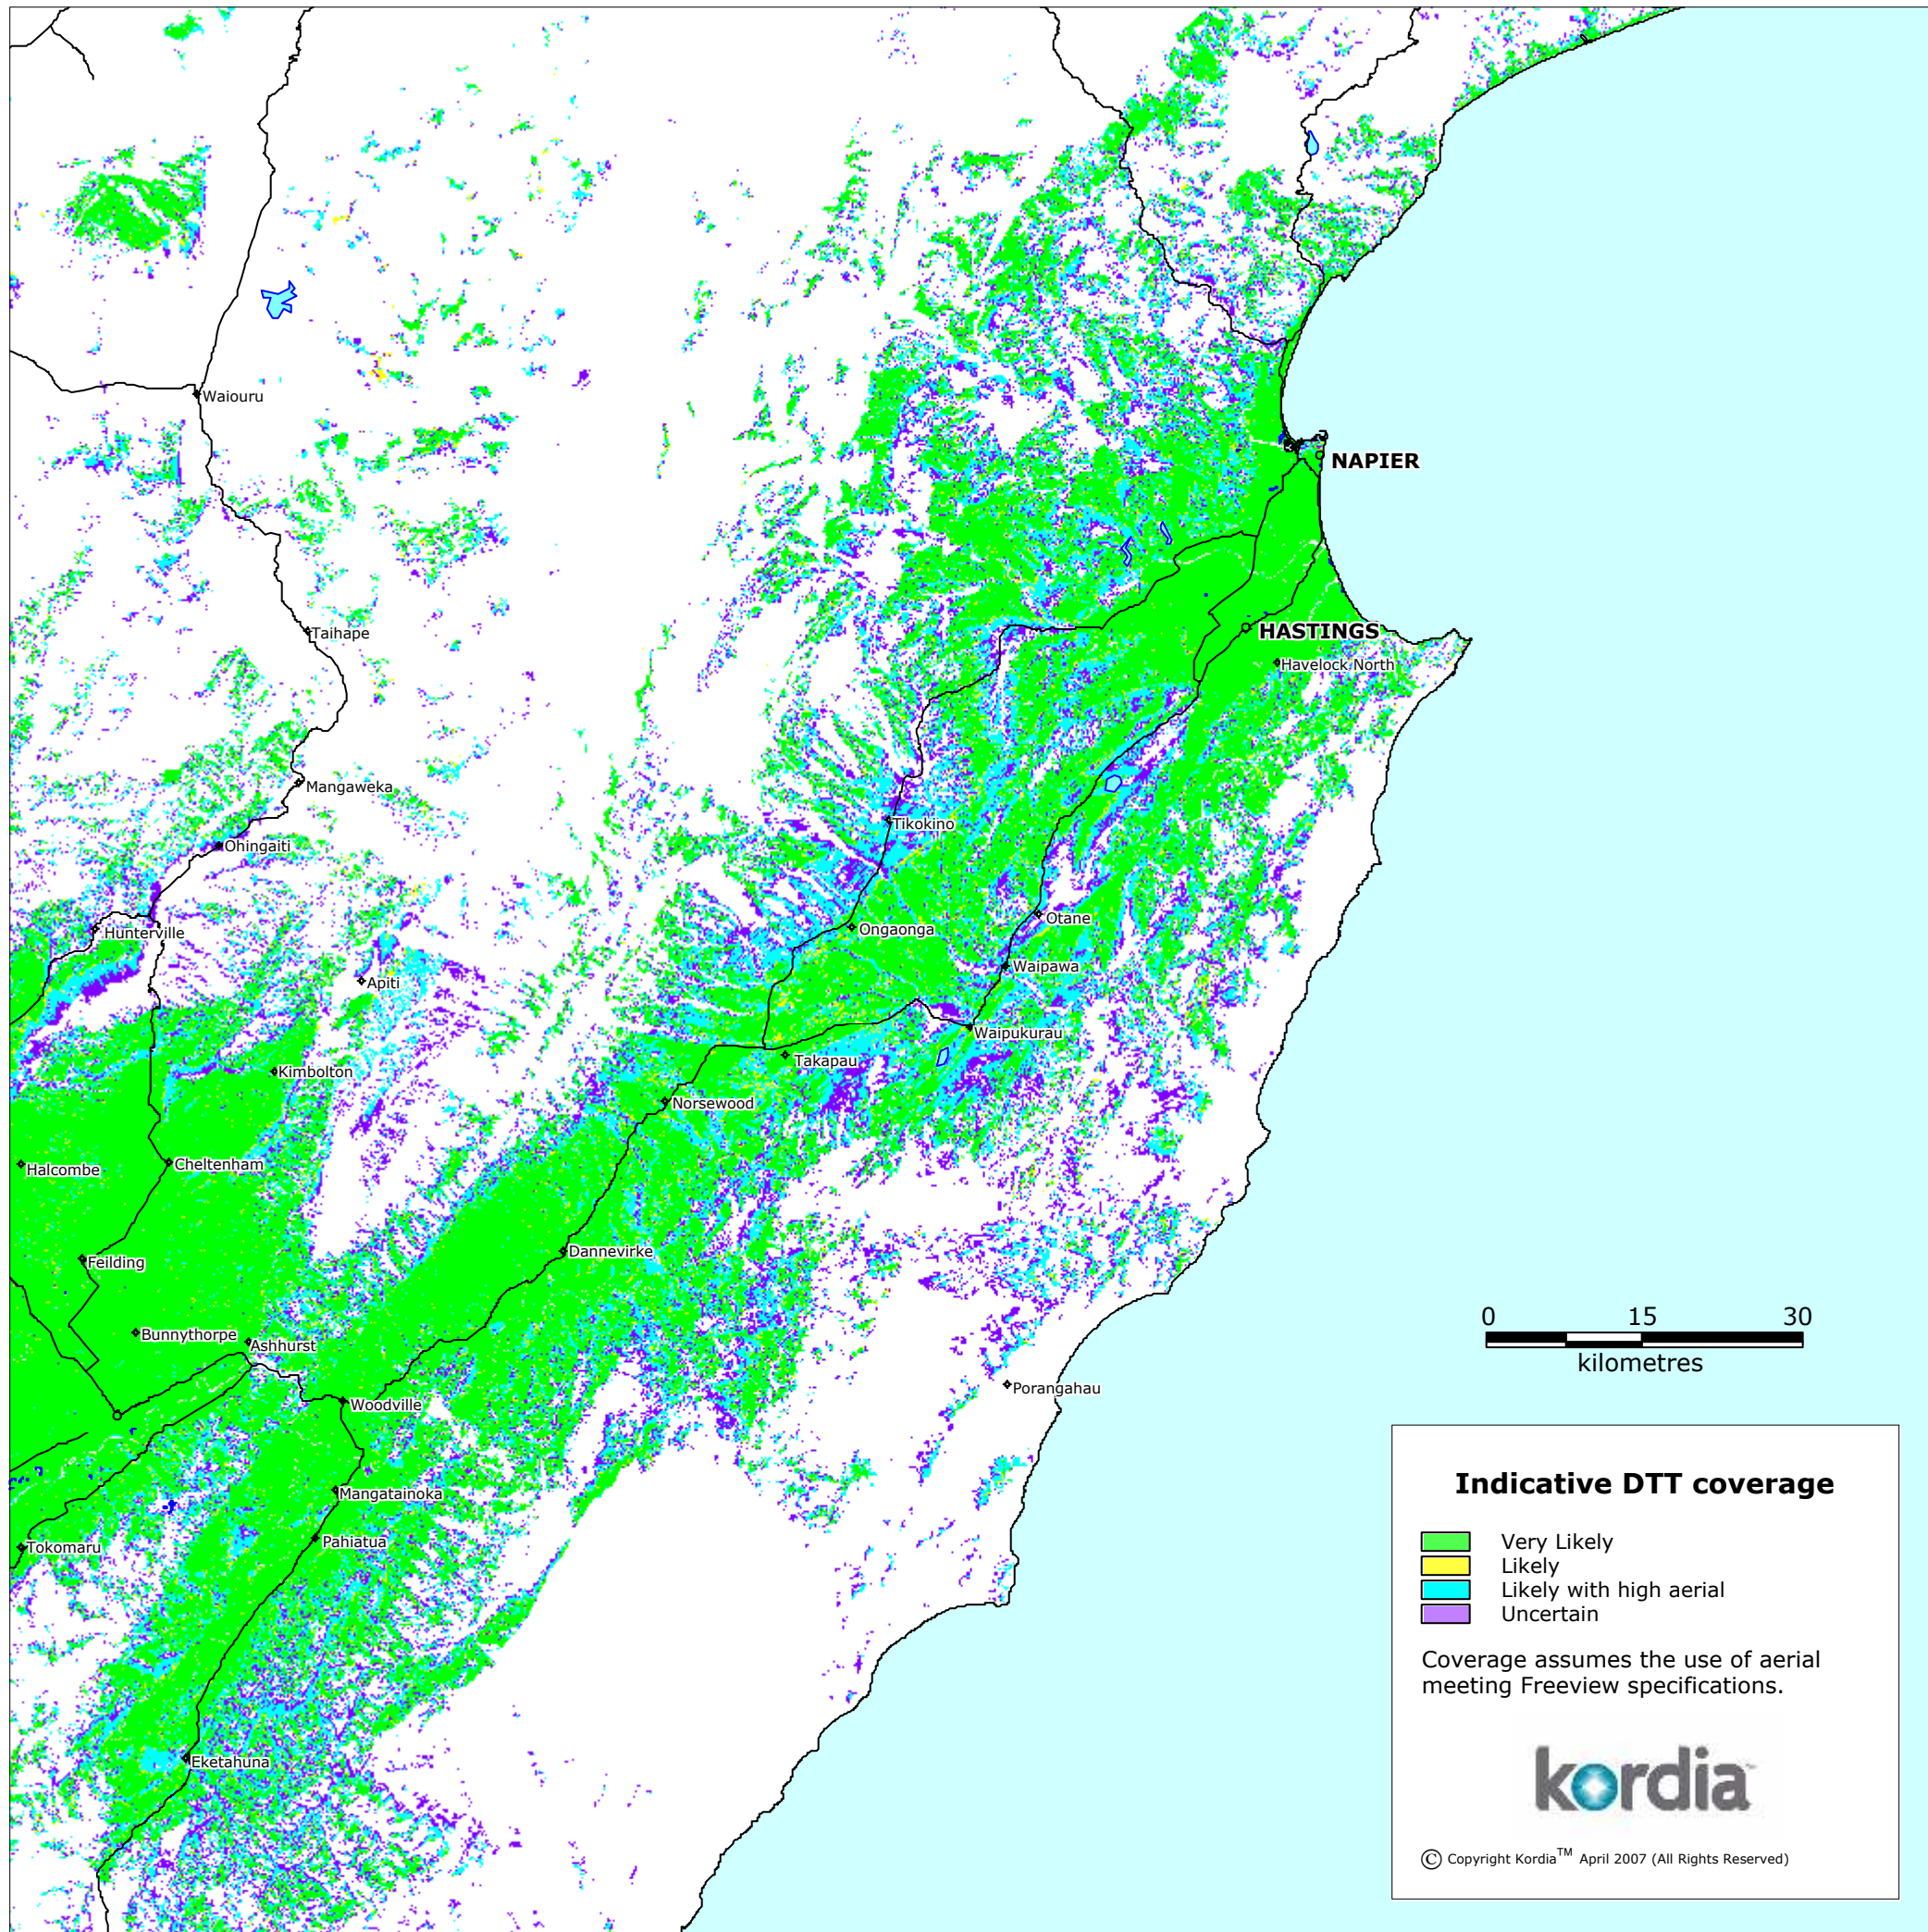 Waiouru
NAPIER
Taihape
HASTINGS
Havelock North
Mangaweka
Tikokino
Ohingaiti
Otane
Hunterville
Ongaonga
Waipawa
Apiti
Waipukurau
Takapau
Kimbolton
Norsewood
Halcombe
Cheltenham
Dannevirke
Feilding
Bunnythorpe
Ashhurst
0 15 30
kilometres
Porangahau
Woodville
Mangatainoka
Pahiatua
Tokomaru
Eketahuna
Indicative DTT coverage
Very Likely
Likely
Likely with high aerial
Uncertain
Coverage assumes the use of aerial
meeting Freeview specifications.
kordia™
© Copyright Kordia™ April 2007 (All Rights Reserved)